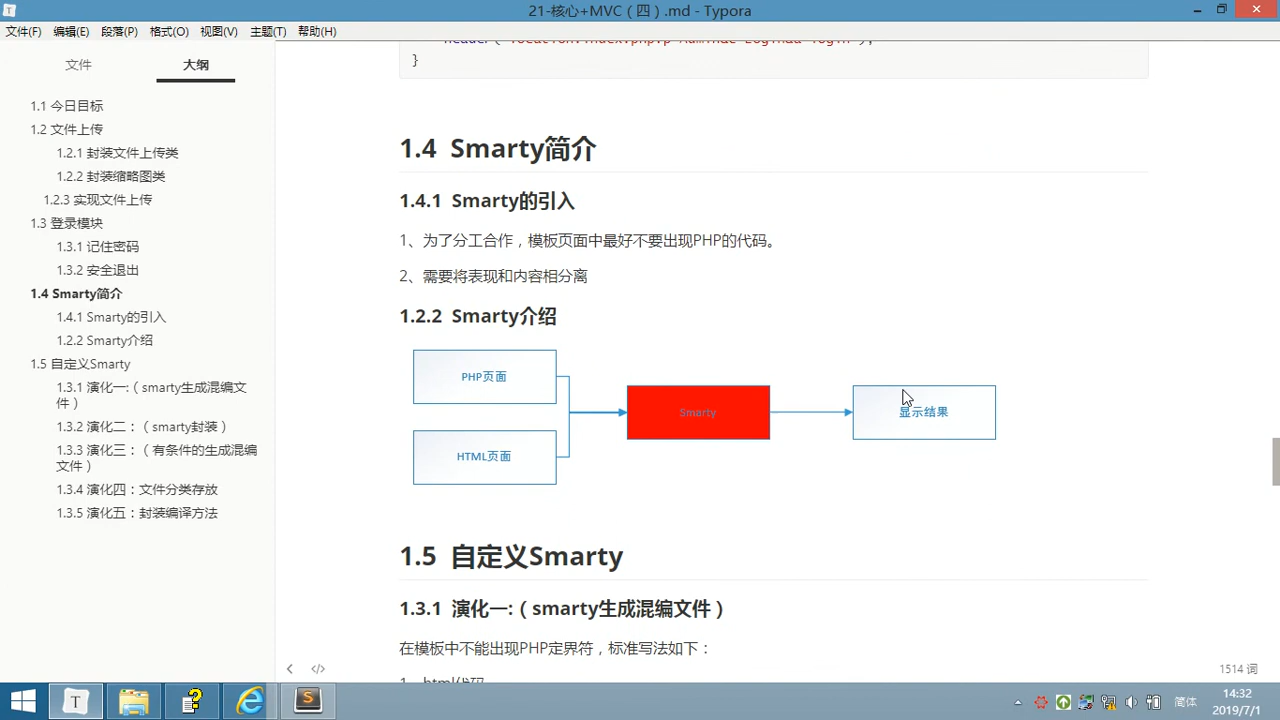 21-核心+MVC（四）.md - Typora
文件(F) 编辑(E) 段落(P) 格式(O) 视图(V) 主题(T) 帮助(H)
文件 大纲
1.1 今日目标
1.2 文件上传
1.2.1 封装文件上传类
1.2.2 封装缩略图类
1.2.3 实现文件上传
1.3 登录模块
1.3.1 记住密码
1.3.2 安全退出
1.4 Smarty简介
1.4.1 Smarty的引入
1.2.2 Smarty介绍
1.5 自定义Smarty
1.3.1 演化一:（smarty生成混编文
件）
1.3.2 演化二：（smarty封装）
1.3.3 演化三：（有条件的生成混编
文件）
1.3.4 演化四：文件分类存放
1.3.5 演化五：封装编译方法
}
1.4 Smarty简介
1.4.1 Smarty的引入
1、为了分工合作，模板页面中最好不要出现PHP的代码。
2、需要将表现和内容相分离
1.2.2 Smarty介绍
PHP页面
HTML页面
Smarty
显示结果
1.5 自定义Smarty
1.3.1 演化一:（smarty生成混编文件）
在模板中不能出现PHP定界符，标准写法如下：
1、html代码
1514 词
简体
14:32
2019/7/1